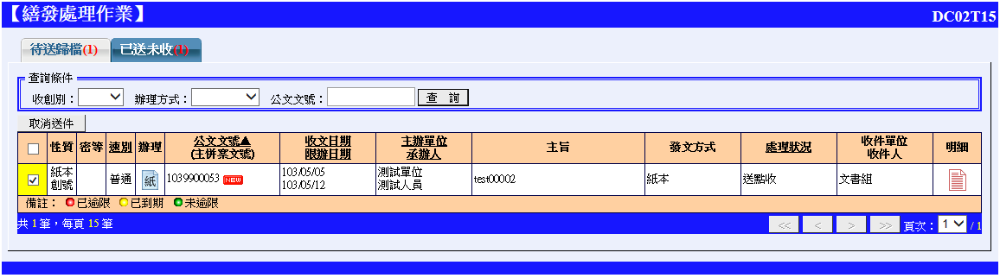 【繕發處理作業】
DC02T15
待送歸檔(1) 已送未收(1)
查詢條件
收創別： 辦理方式： 公文文號： 查 詢
取消送件
性質 密等 速別 辦理 公文文號▲ 收文日期 主辦單位 主旨 發文方式 處理狀況 收件單位 明細
(主併案文號) 限辦日期 承辦人 收件人
紙本 普通 紙 1039900053 NEW 103/05/05 測試單位 test00002 紙本 送點收 文書組
創號 103/05/12 測試人員
備註： 已逾限 已到期 未逾限
共 1 筆，每頁 15 筆 << < > >> 頁次： 1 / 1